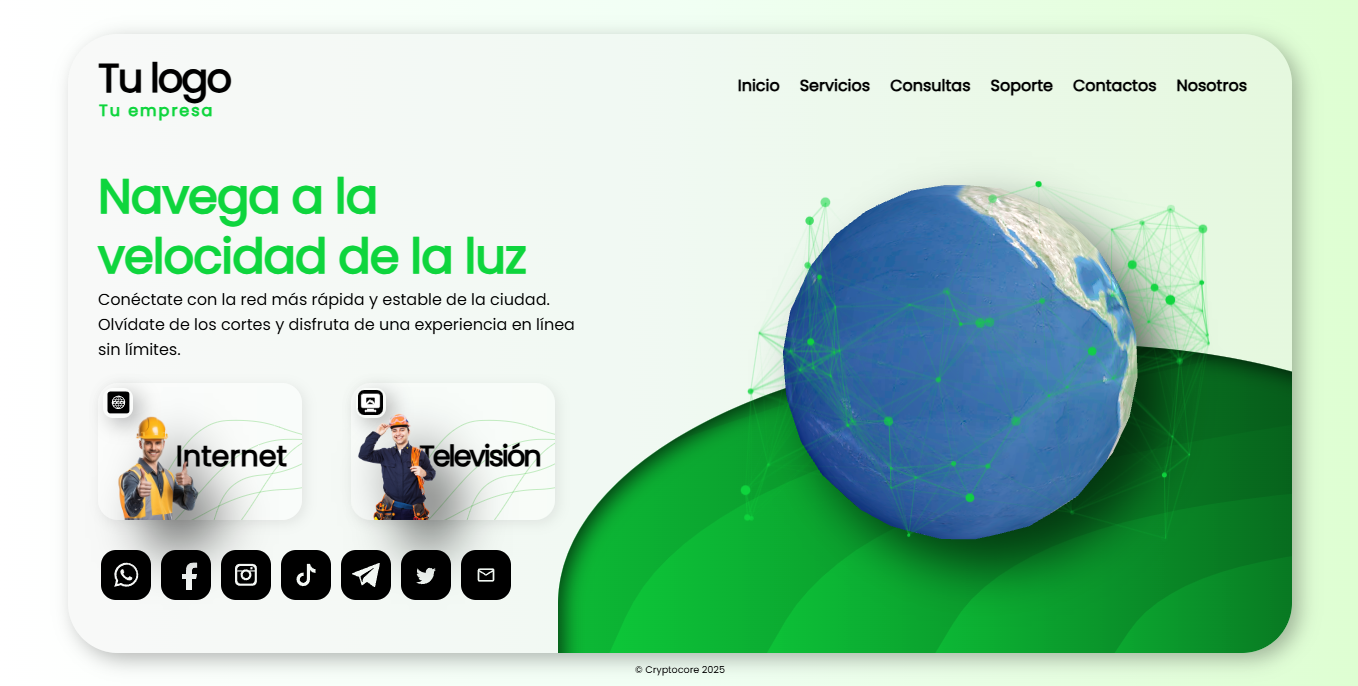 Tu logo
Tu empresa
Inicio Servicios Consultas Soporte Contactos Nosotros
Navega a la
velocidad de la luz
Conéctate con la red más rápida y estable de la ciudad.
Olvídate de los cortes y disfruta de una experiencia en línea
sin límites.
Internet
Televisión
© Cryptocore 2025